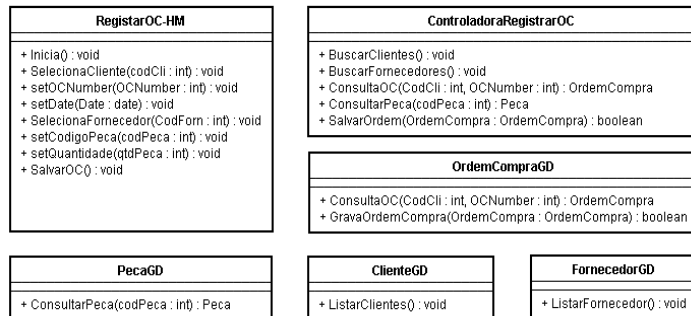 RegistarOC-HM
+ Inicia() : void
+ SelecionaCliente(codCli : int) : void
+ setOCNumber(OCNumber : int) : void
+ setDate(Date : date) : void
+ SelecionaFornecedor(CodForn : int) : void
+ setCodigoPeca(codPeca : int) : void
+ setQuantidade(qtdPeca : int) : void
+ SalvarOC() : void
ControladoraRegistrarOC
+ BuscarClientes() : void
+ BuscarFornecedores() : void
+ ConsultaOC(CodCli : int, OCNumber : int) : OrdemCompra
+ ConsultarPeca(codPeca : int) : Peca
+ SalvarOrdem(OrdemCompra : OrdemCompra) : boolean
OrdemCompraGD
+ ConsultaOC(CodCli : int, OCNumber : int) : OrdemCompra
+ GravaOrdemCompra(OrdemCompra : OrdemCompra) : boolean
PecaGD
+ ConsultarPeca(codPeca : int) : Peca
ClienteGD
+ ListarClientes() : void
FornecedorGD
+ ListarFornecedor() : void